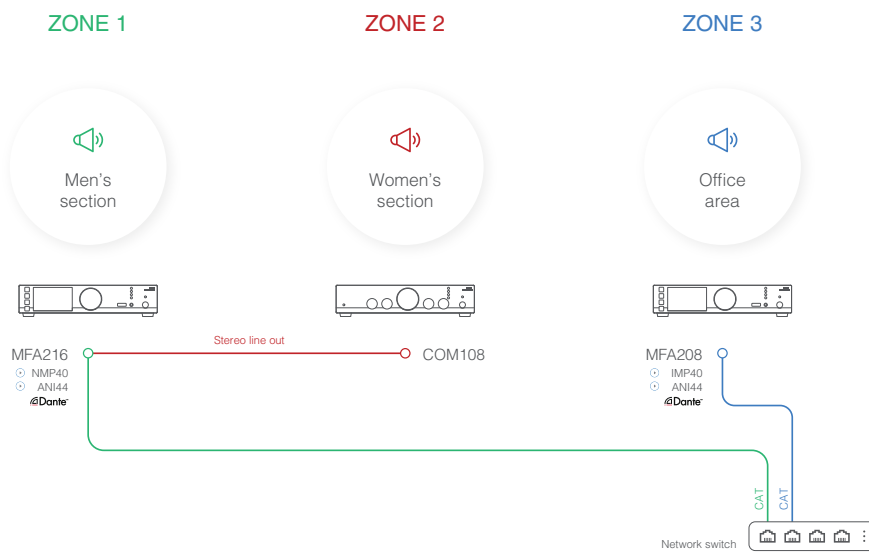 ZONE 1
ZONE 2
ZONE 3
Men's
section
Women's
section
Office
area
Stereo line out
MFA216
COM108
MFA208
NMP40
ANI44
Dante
IMP40
ANI44
Dante
CAT
CAT
Network switch